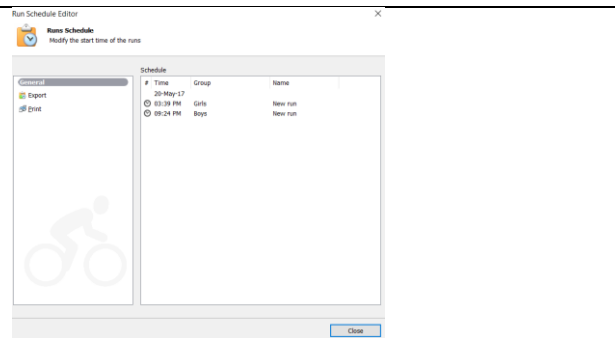 Run Schedule Editor
Runs Schedule
Modify the start time of the runs
General
Export
Print
Schedule
# Time Group Name
20-May-17
03:39 PM Girls New run
09:24 PM Boys New run
Close